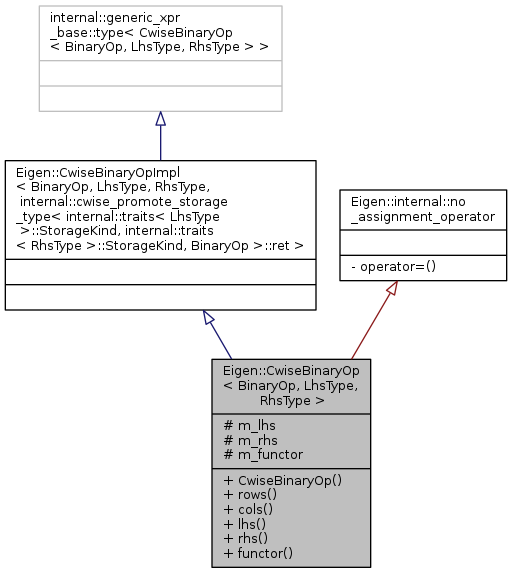 internal::generic_xpr
_base::type< CwiseBinaryOp
< BinaryOp, LhsType, RhsType > >
Eigen::CwiseBinaryOpImpl
< BinaryOp, LhsType, RhsType,
internal::cwise_promote_storage
_type< internal::traits< LhsType
>::StorageKind, internal::traits
< RhsType >::StorageKind, BinaryOp >::ret >
Eigen::internal::no
_assignment_operator
- operator=()
Eigen::CwiseBinaryOp
< BinaryOp, LhsType,
RhsType >
# m_lhs
# m_rhs
# m_functor
+ CwiseBinaryOp()
+ rows()
+ cols()
+ lhs()
+ rhs()
+ functor()